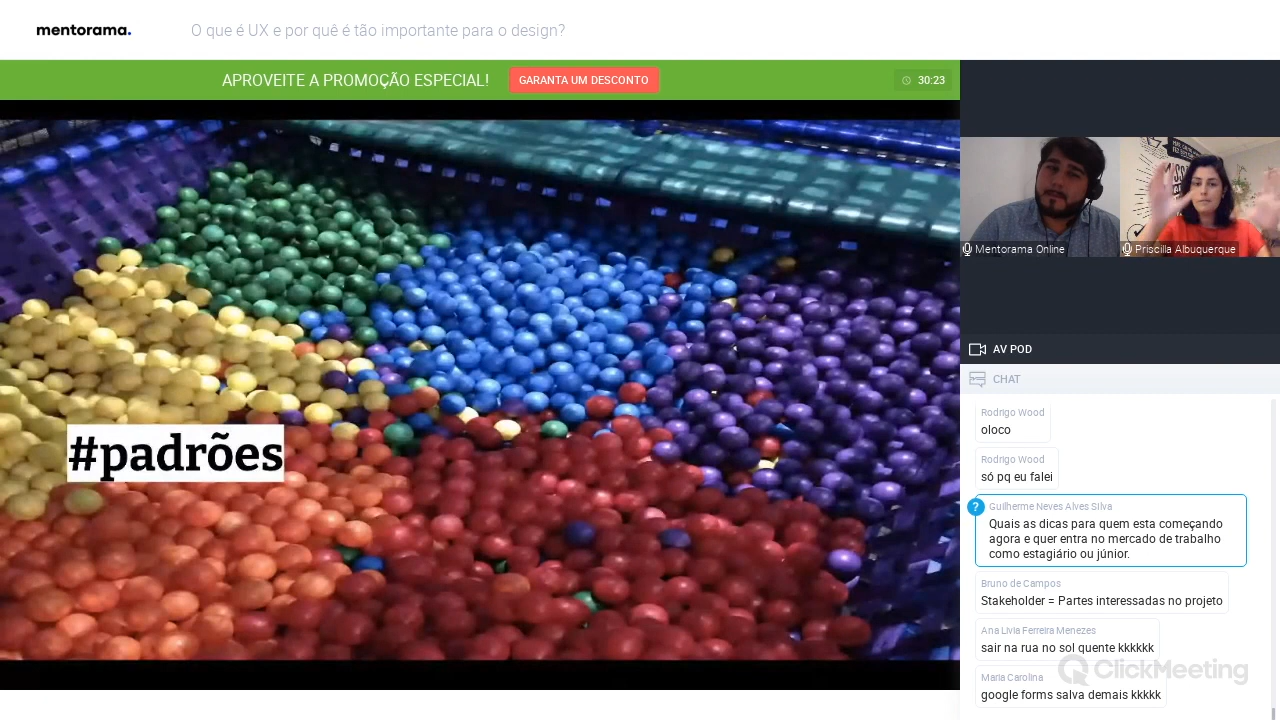 mentorama.
O que é UX e por quê é tão importante para o design?
APROVEITE A PROMOÇÃO ESPECIAL!
GARANTA UM DESCONTO
30:23
#padrões
Mentorama Online
Priscilla Albuquerque
AV POD
CHAT
Rodrigo Wood
oloco
Rodrigo Wood
só pq eu falei
?
Guilherme Neves Alves Silva
Quais as dicas para quem esta começando
agora e quer entra no mercado de trabalho
como estagiário ou júnior.
Bruno de Campos
Stakeholder = Partes interessadas no projeto
Ana Livia Ferreira Menezes
sair na rua no sol quente kkkkkk
Maria Carolina
google forms salva demais kkkkk
ClickMeeting